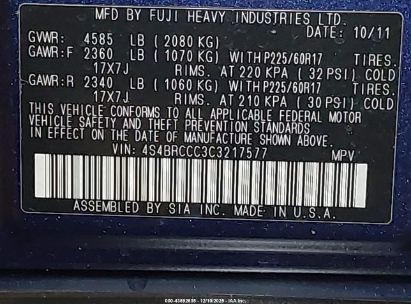 MFD BY FUJI HEAVY INDUSTRIES LTD.
DATE: 10/11
GVWR: 4585 LB ( 2080 KG)
GAWR:F 2360 LB ( 1070 KG) WITH P225/60R17 TIRES.
17X7J RIMS. AT 220 KPA ( 32 PSI) COLD
GAWR:R 2340 LB ( 1060 KG) WITH P225/60R17 TIRES.
17X7J RIMS. AT 210 KPA ( 30 PSI) COLD
THIS VEHICLE CONFORMS TO ALL APPLICABLE FEDERAL MOTOR
VEHICLE SAFETY AND THEFT PREVENTION STANDARDS
IN EFFECT ON THE DATE OF MANUFACTURE SHOWN ABOVE.
VIN: 4S4BRCCC3C3217577 MPV
ASSEMBLED BY SIA INC. MADE IN U.S.A.